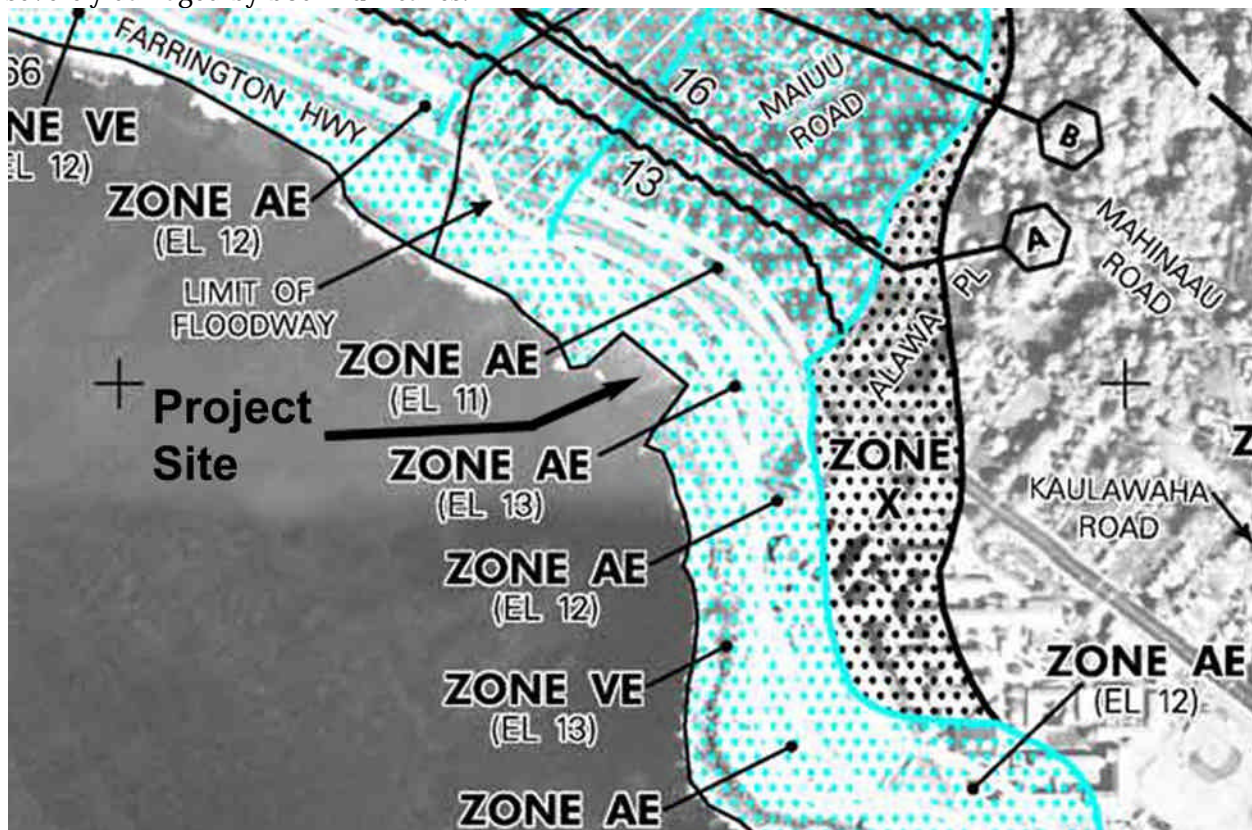 FARRINGTON HWY
66
NE VE
EL 12)
ZONE AE
(EL 12)
LIMIT OF
FLOODWAY
16
13
MAIUU
ROAD
B
A
MAHINAAU
ROAD
ALAWA PL
ZONE AE
(EL 11)
Project
Site
ZONE AE
(EL 13)
ZONE
X
Z
KAULAWAHA
ROAD
ZONE AE
(EL 12)
ZONE VE
(EL 13)
ZONE AE
(EL 12)
ZONE AE